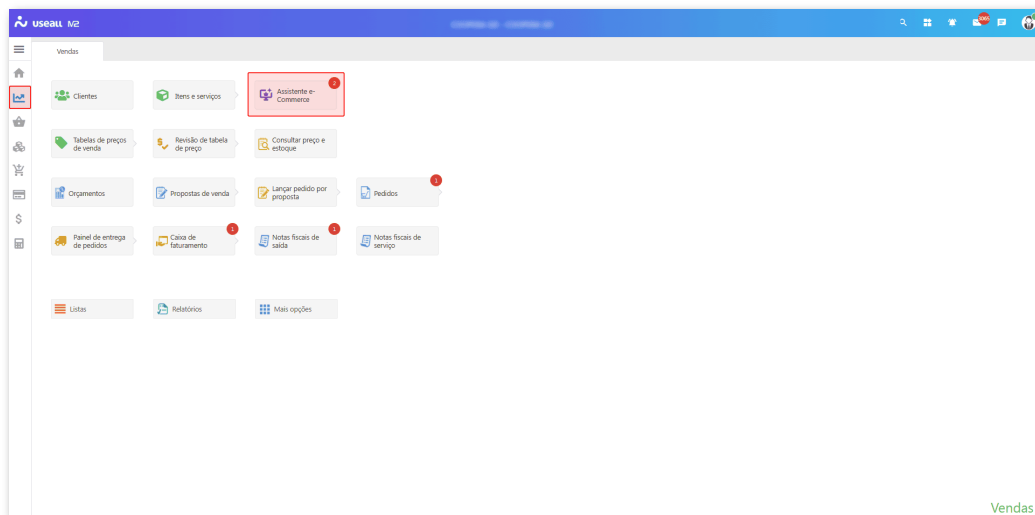 useall M2
3065
Vendas
Clientes
Itens e serviços
Assistente e-
Commerce
2
Tabelas de preços
de venda
Revisão de tabela
de preço
Consultar preço e
estoque
Orçamentos
Propostas de venda
Lançar pedido por
proposta
Pedidos
1
Painel de entrega
de pedidos
Caixa de
faturamento
1
Notas fiscais de
saída
1
Notas fiscais de
serviço
Listas
Relatórios
Mais opções
Vendas